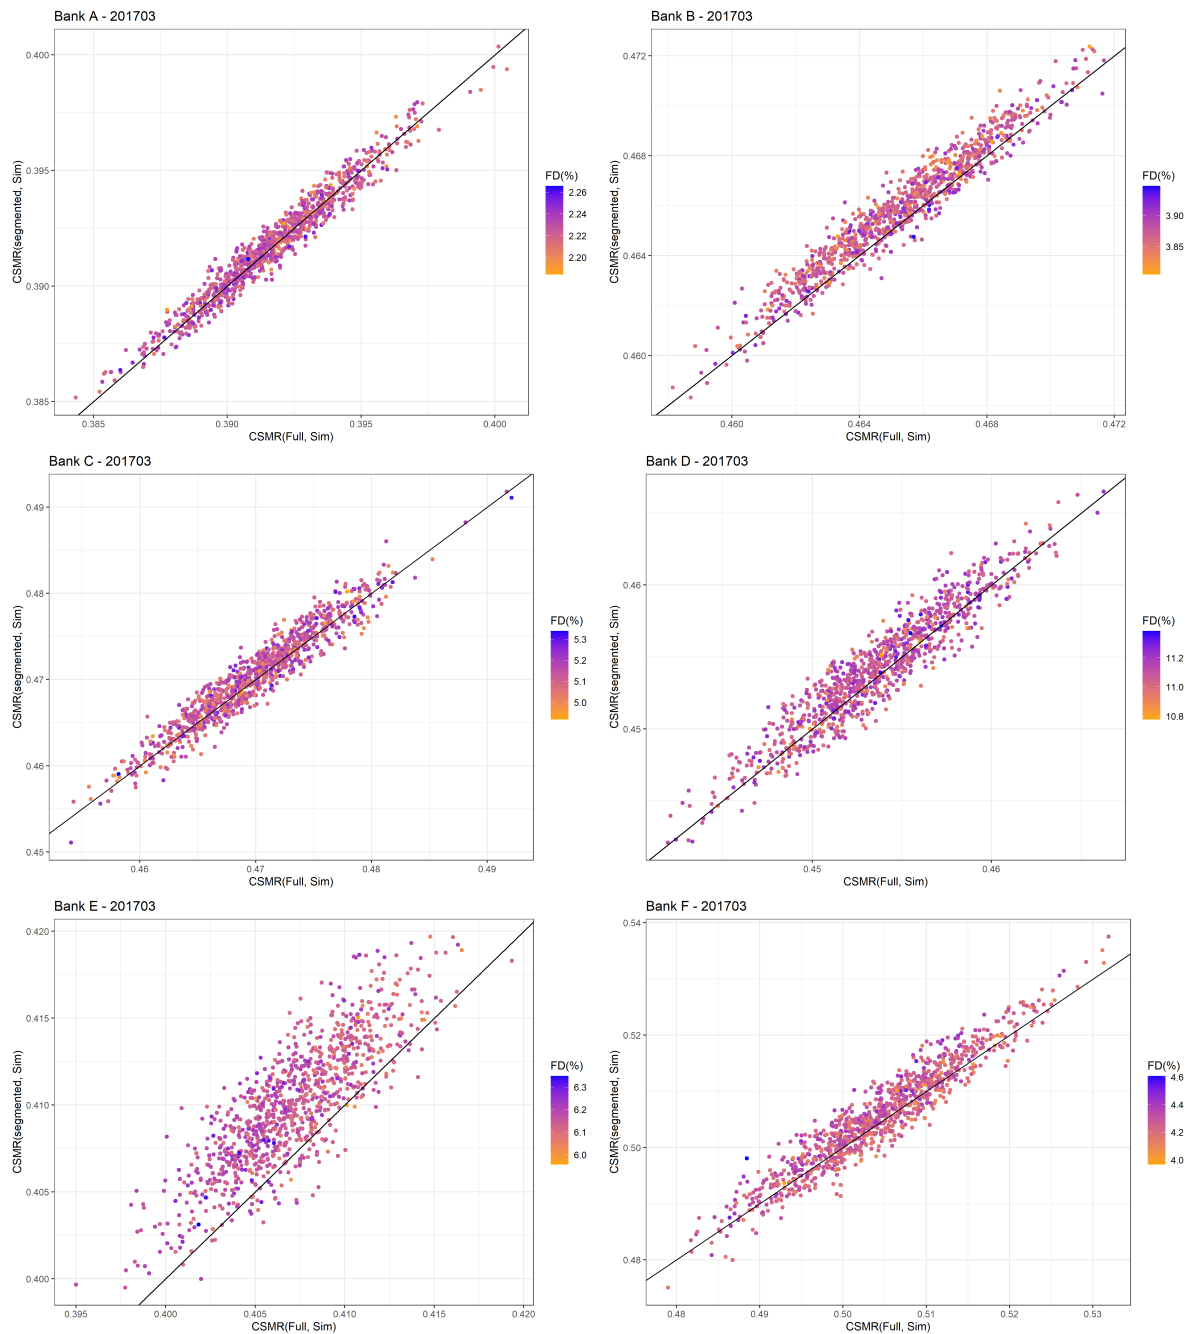 Bank A - 201703
0.400
0.395
0.390
0.385
CSMR(segmented, Sim)
0.385 0.390 0.395 0.400
CSMR(Full, Sim)
FD(%)
2.26
2.24
2.22
2.20
Bank B - 201703
0.472
0.468
0.464
0.460
CSMR(segmented, Sim)
0.460 0.464 0.468 0.472
CSMR(Full, Sim)
FD(%)
3.90
3.85
Bank C - 201703
0.49
0.48
0.47
0.46
0.45
CSMR(segmented, Sim)
0.46 0.47 0.48 0.49
CSMR(Full, Sim)
FD(%)
5.3
5.2
5.1
5.0
Bank D - 201703
0.46
0.45
CSMR(segmented, Sim)
0.45 0.46
CSMR(Full, Sim)
FD(%)
11.2
11.0
10.8
Bank E - 201703
0.420
0.415
0.410
0.405
0.400
CSMR(segmented, Sim)
0.395 0.400 0.405 0.410 0.415 0.420
CSMR(Full, Sim)
FD(%)
6.3
6.2
6.1
6.0
Bank F - 201703
0.54
0.52
0.50
0.48
CSMR(segmented, Sim)
0.48 0.49 0.50 0.51 0.52 0.53
CSMR(Full, Sim)
FD(%)
4.6
4.4
4.2
4.0